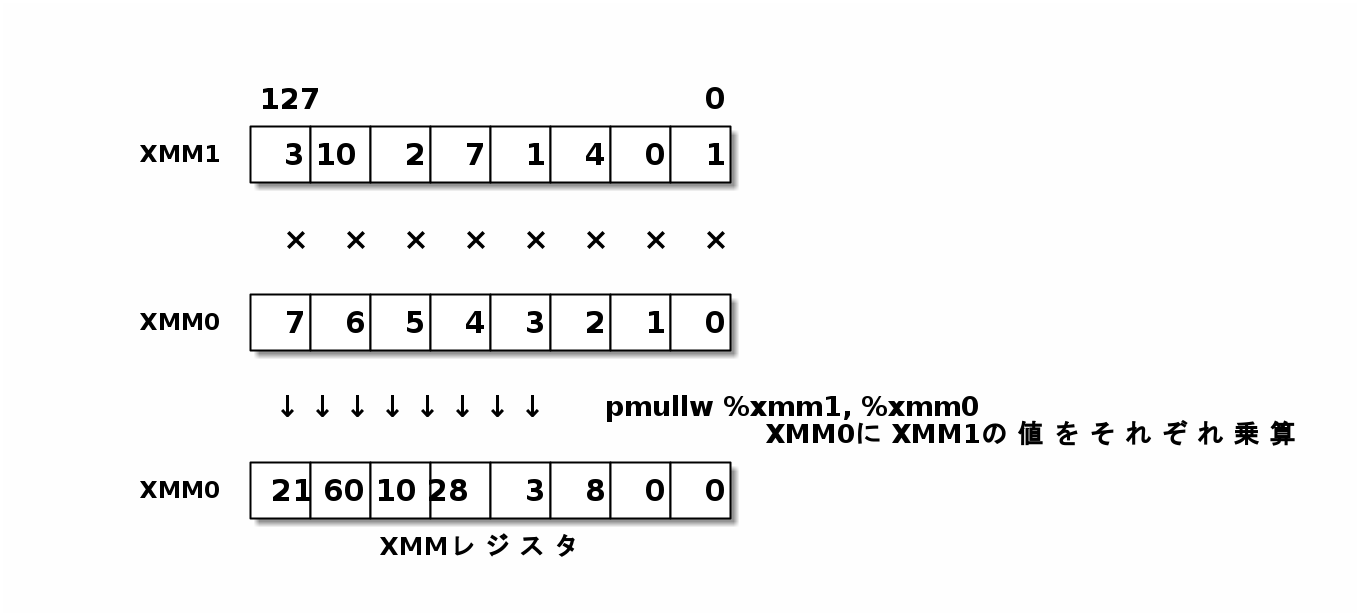 127 0
XMM1 3 10 2 7 1 4 0 1
× × × × × × × ×
XMM0 7 6 5 4 3 2 1 0
↓ ↓ ↓ ↓ ↓ ↓ ↓ ↓ pmullw %xmm1, %xmm0
XMM0に XMM1の値をそれぞれ乗算
XMM0 21 60 10 28 3 8 0 0
XMMレジスタ